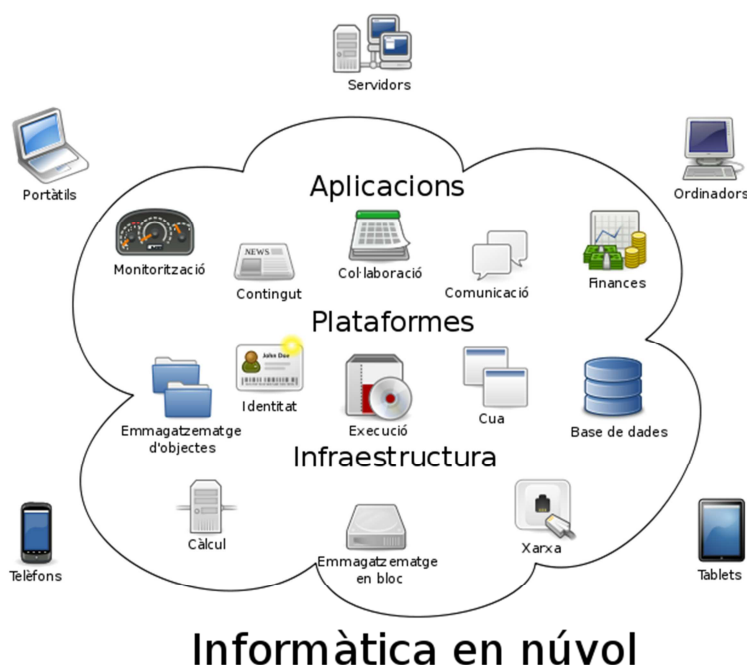 Servidors
Portàtils
Ordinadors
Aplicacions
Monitorització
NEWS
Contingut
Col·laboració
Comunicació
Finances
Plataformes
John Doe
Emmagatzematge
d'objectes
Identitat
Execució
Cua
Base de dades
Infraestructura
Càlcul
Emmagatzematge
en bloc
Xarxa
Telèfons
Tablets
Informàtica en núvol